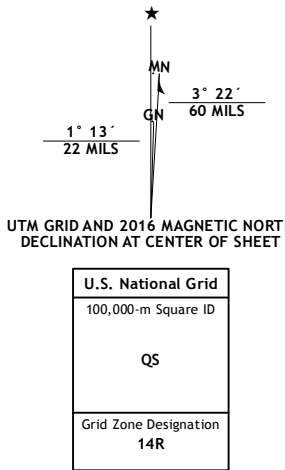 ★
MN
3° 22´
60 MILS
GN
1° 13´
22 MILS
UTM GRID AND 2016 MAGNETIC NORT
DECLINATION AT CENTER OF SHEET
U.S. National Grid
100,000-m Square ID
QS
Grid Zone Designation
14R